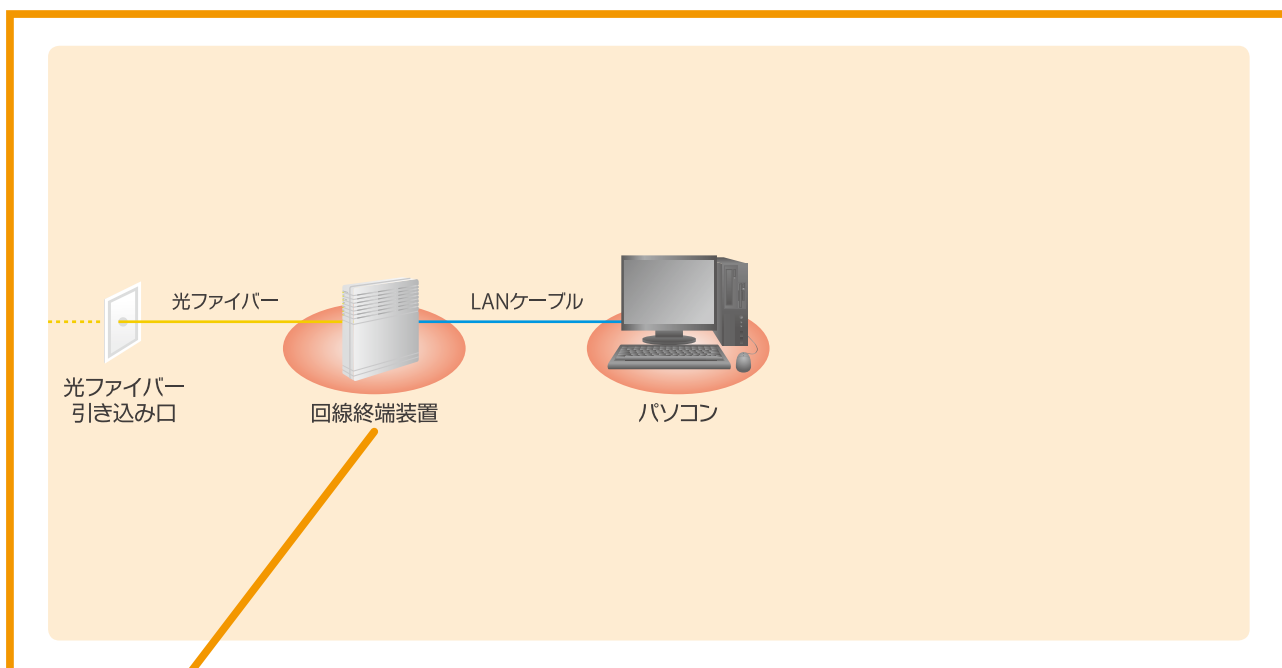 光ファイバー
LANケーブル
光ファイバー
引き込み口
回線終端装置
パソコン